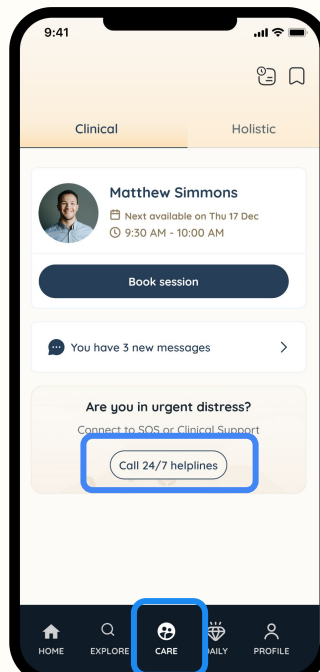 9:41
Clinical
Holistic
Matthew Simmons
Next available on Thu 17 Dec
9:30 AM - 10:00 AM
Book session
You have 3 new messages
Are you in urgent distress?
Connect to SOS or Clinical Support
Call 24/7 helplines
HOME
EXPLORE
CARE
DAILY
PROFILE